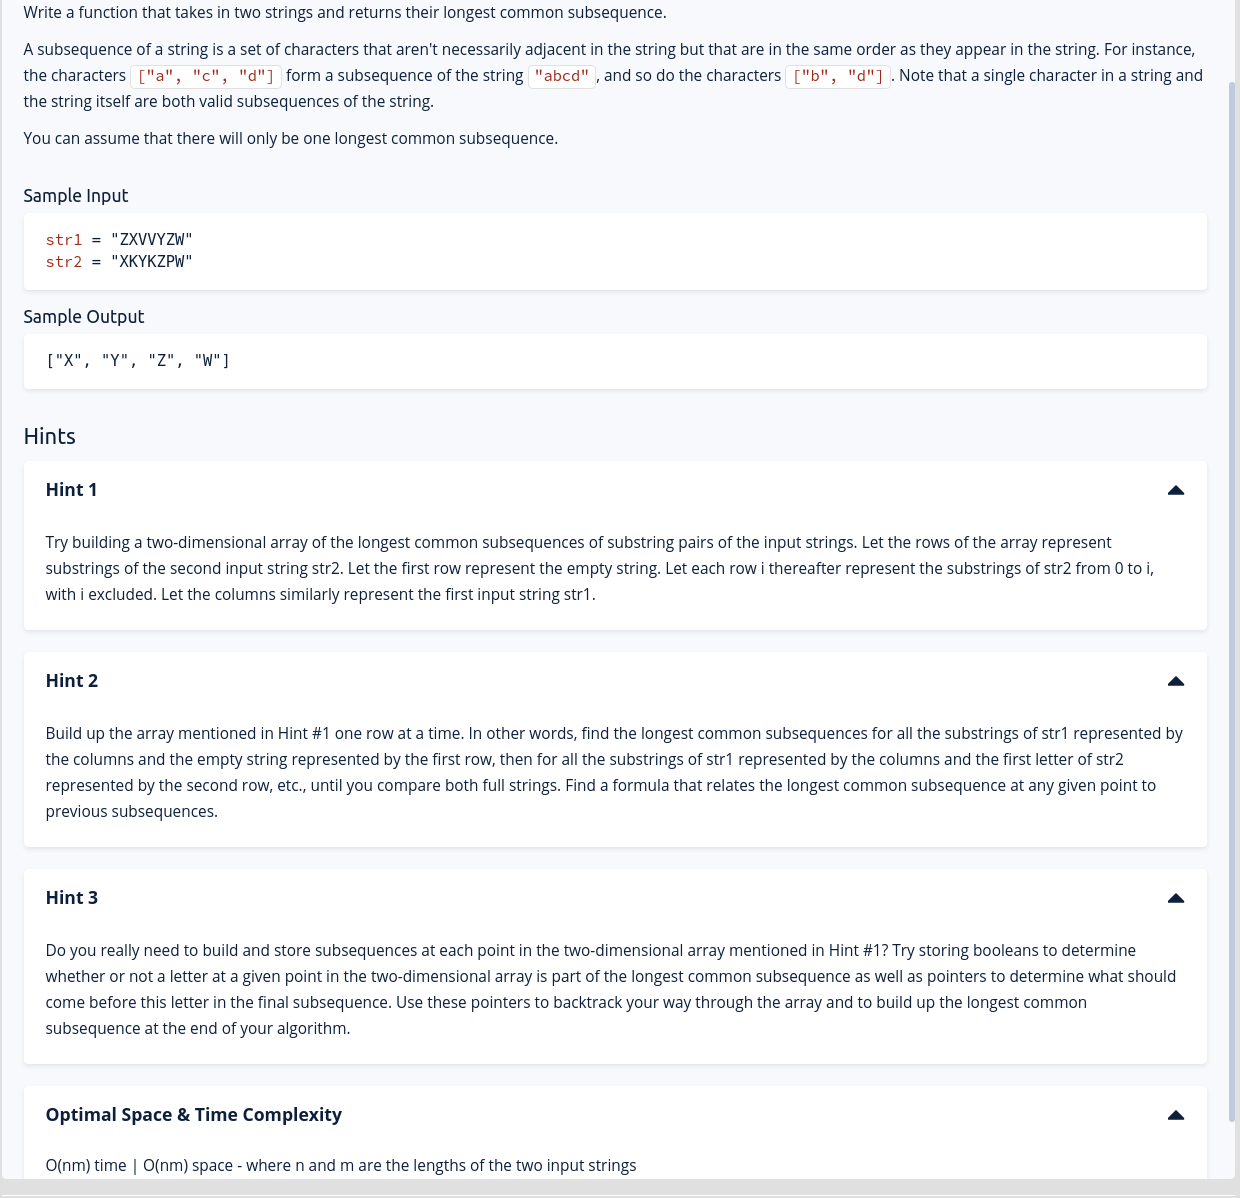 Write a function that takes in two strings and returns their longest common subsequence.
A subsequence of a string is a set of characters that aren't necessarily adjacent in the string but that are in the same order as they appear in the string. For instance,
the characters ["a", "c", "d"] form a subsequence of the string "abcd", and so do the characters ["b", "d"]. Note that a single character in a string and
the string itself are both valid subsequences of the string.
You can assume that there will only be one longest common subsequence.
Sample Input
str1 = "ZXVVYZW"
str2 = "XKYKZPW"
Sample Output
["X", "Y", "Z", "W"]
Hints
Hint 1
Try building a two-dimensional array of the longest common subsequences of substring pairs of the input strings. Let the rows of the array represent
substrings of the second input string str2. Let the first row represent the empty string. Let each row i thereafter represent the substrings of str2 from 0 to i,
with i excluded. Let the columns similarly represent the first input string str1.
Hint 2
Build up the array mentioned in Hint #1 one row at a time. In other words, find the longest common subsequences for all the substrings of str1 represented by
the columns and the empty string represented by the first row, then for all the substrings of str1 represented by the columns and the first letter of str2
represented by the second row, etc., until you compare both full strings. Find a formula that relates the longest common subsequence at any given point to
previous subsequences.
Hint 3
Do you really need to build and store subsequences at each point in the two-dimensional array mentioned in Hint #1? Try storing booleans to determine
whether or not a letter at a given point in the two-dimensional array is part of the longest common subsequence as well as pointers to determine what should
come before this letter in the final subsequence. Use these pointers to backtrack your way through the array and to build up the longest common
subsequence at the end of your algorithm.
Optimal Space & Time Complexity
O(nm) time | O(nm) space - where n and m are the lengths of the two input strings